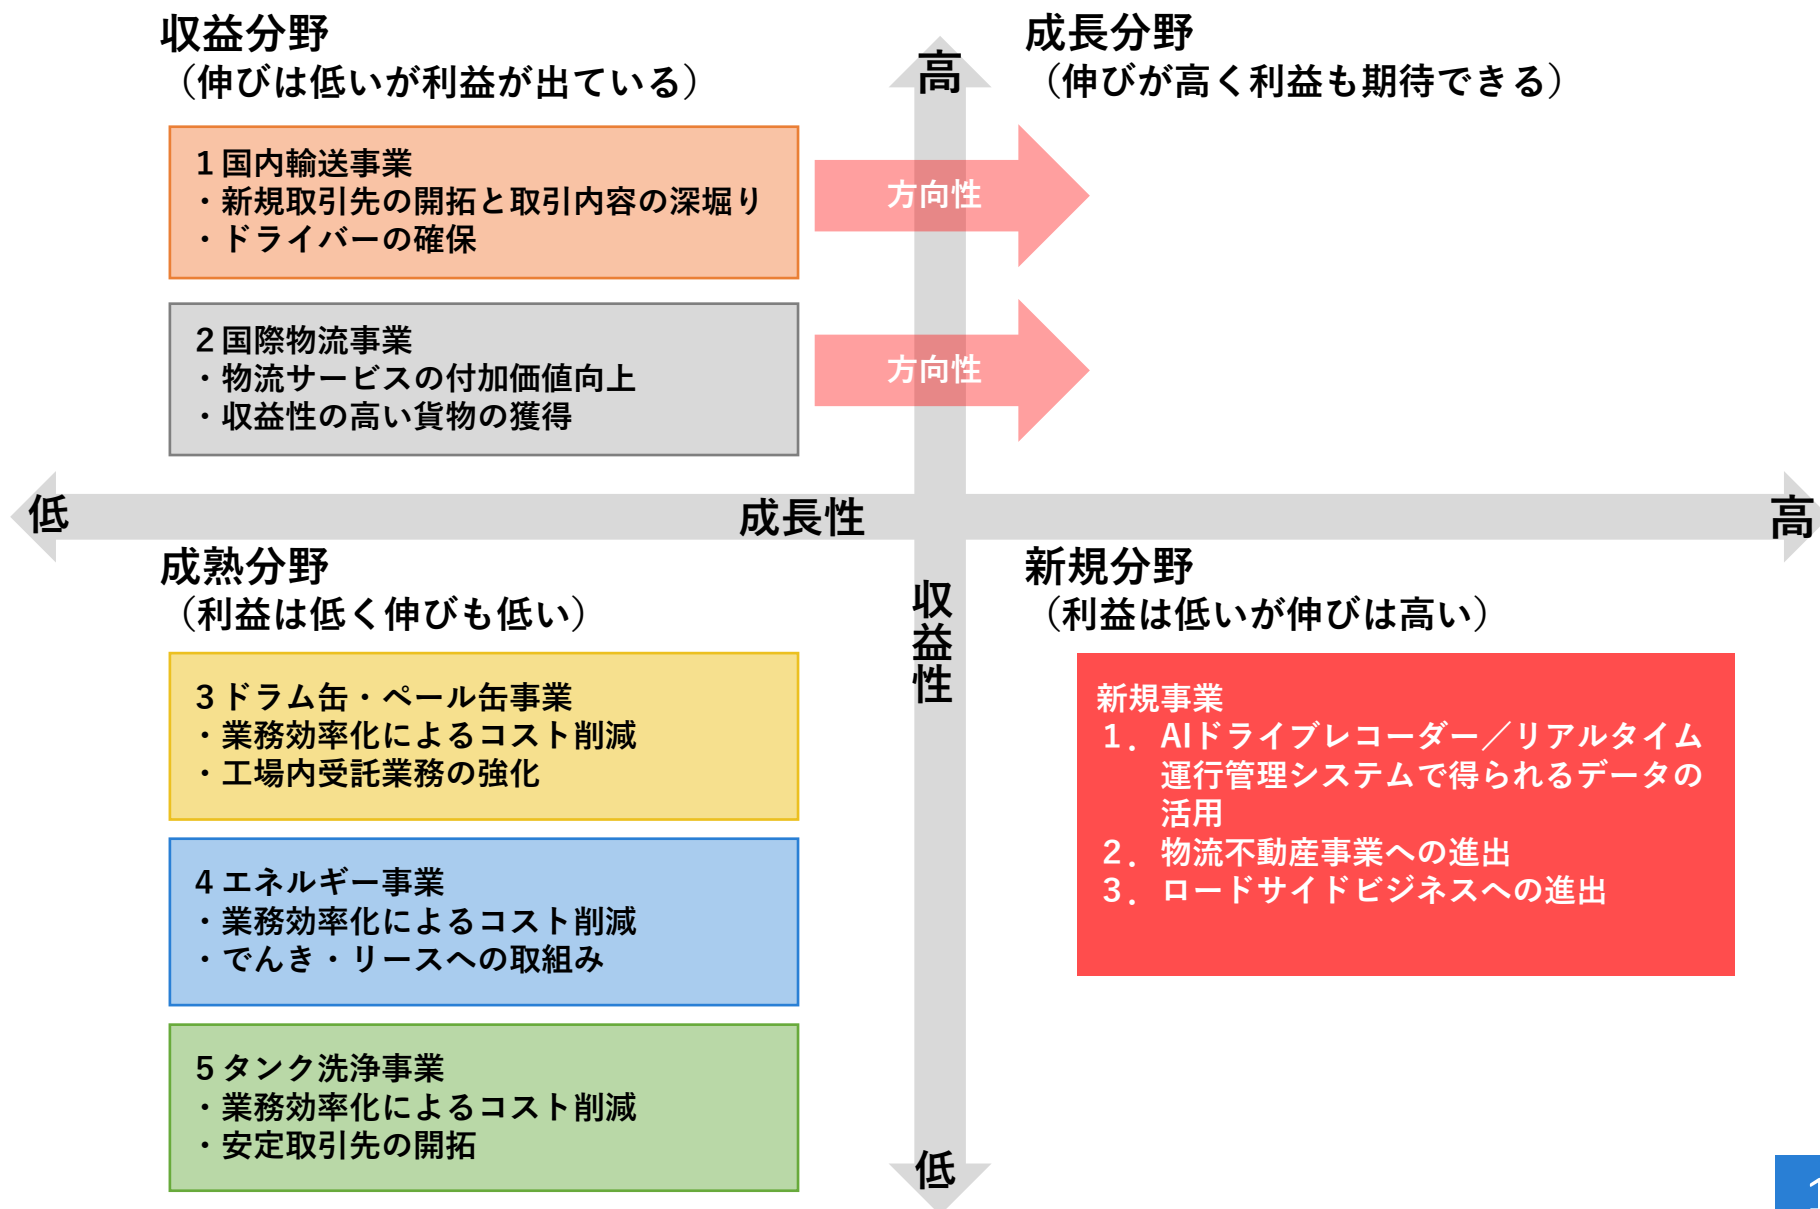 収益分野
（伸びは低いが利益が出ている）
高
成長分野
（伸びが高く利益も期待できる）
1 国内輸送事業
・新規取引先の開拓と取引内容の深堀り
・ドライバーの確保
方向性
2 国際物流事業
・物流サービスの付加価値向上
・収益性の高い貨物の獲得
方向性
低
成長性
高
成熟分野
（利益は低く伸びも低い）
収益性
新規分野
（利益は低いが伸びは高い）
3 ドラム缶・ペール缶事業
・業務効率化によるコスト削減
・工場内受託業務の強化
新規事業
1．AIドライブレコーダー／リアルタイム
運行管理システムで得られるデータの
活用
2．物流不動産事業への進出
3．ロードサイドビジネスへの進出
4 エネルギー事業
・業務効率化によるコスト削減
・でんき・リースへの取組み
5 タンク洗浄事業
・業務効率化によるコスト削減
・安定取引先の開拓
低